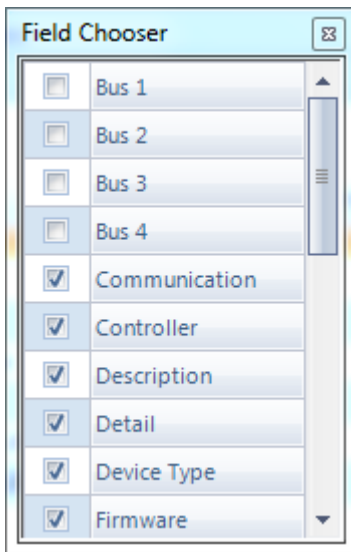 Field Chooser
Bus 1
Bus 2
Bus 3
Bus 4
Communication
Controller
Description
Detail
Device Type
Firmware